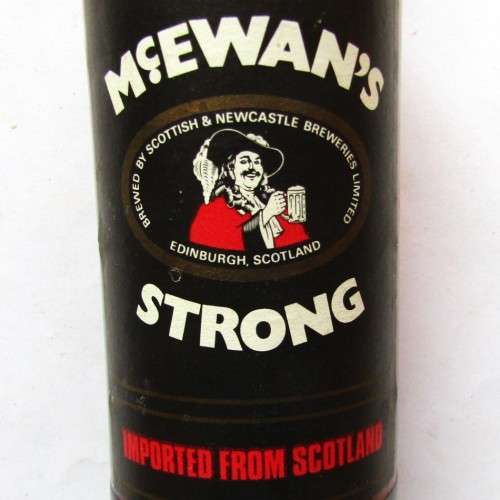 McEWAN'S
BREWED BY SCOTTISH & NEWCASTLE BREWERIES LIMITED
EDINBURGH, SCOTLAND
STRONG
IMPORTED FROM SCOTLAND